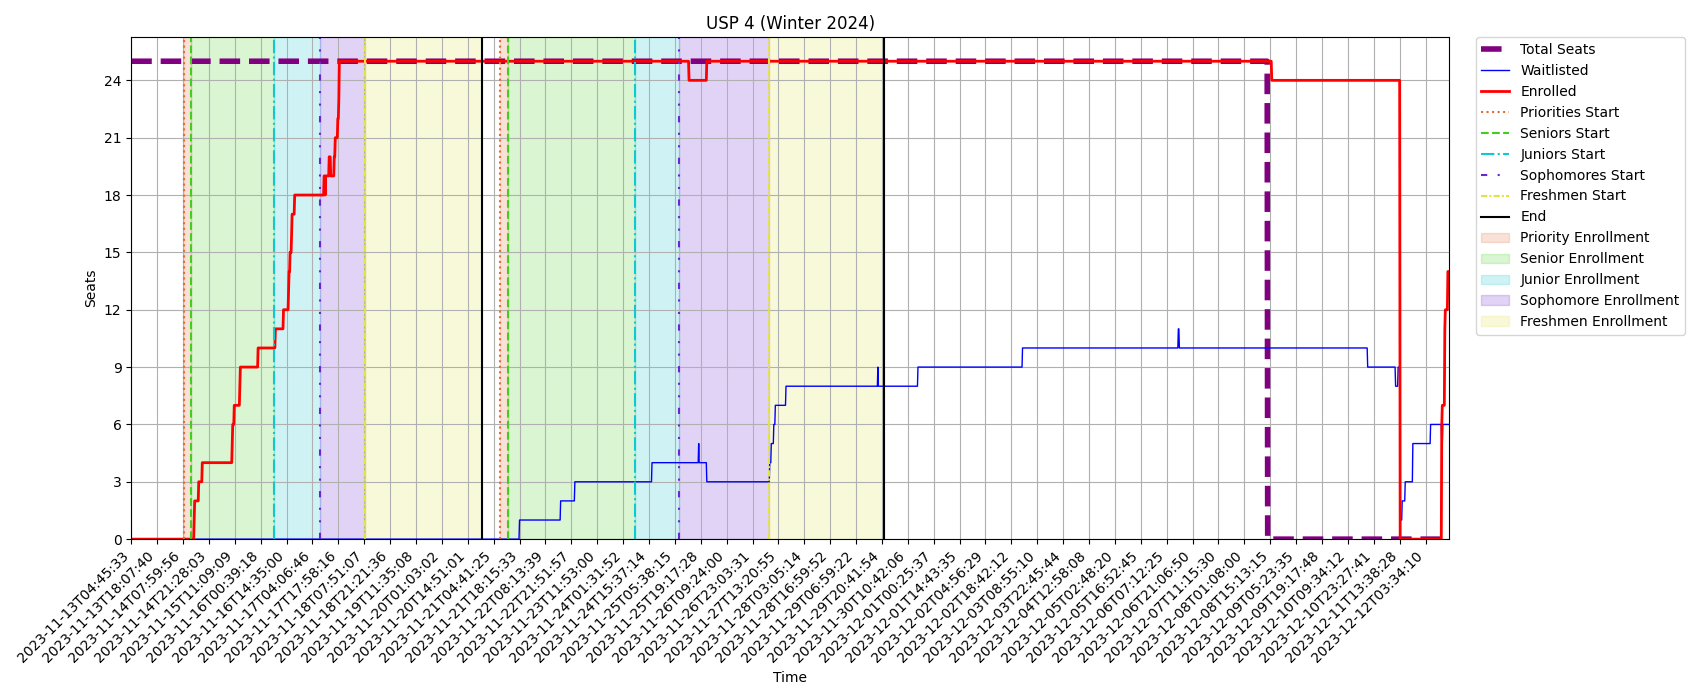 USP 4 (Winter 2024)
Seats
24
21
18
15
12
9
6
3
0
2023-11-13T04:45:33
2023-11-13T18:07:40
2023-11-14T07:59:56
2023-11-14T21:28:03
2023-11-15T11:09:09
2023-11-16T00:39:18
2023-11-16T14:35:00
2023-11-17T04:06:46
2023-11-17T17:58:16
2023-11-18T07:51:07
2023-11-18T21:21:36
2023-11-19T11:35:08
2023-11-20T01:03:02
2023-11-20T14:51:01
2023-11-21T04:41:25
2023-11-21T18:15:33
2023-11-22T08:13:39
2023-11-22T21:51:57
2023-11-23T11:53:00
2023-11-24T01:31:52
2023-11-24T15:37:14
2023-11-25T05:38:15
2023-11-25T19:17:28
2023-11-26T09:24:00
2023-11-26T23:03:31
2023-11-27T13:20:55
2023-11-28T03:05:14
2023-11-28T16:59:52
2023-11-29T06:59:22
2023-11-29T20:41:54
2023-11-30T10:42:06
2023-12-01T00:25:37
2023-12-01T14:43:35
2023-12-02T04:56:29
2023-12-02T18:42:12
2023-12-03T08:55:10
2023-12-03T22:45:44
2023-12-04T12:58:08
2023-12-05T02:48:20
2023-12-05T16:52:45
2023-12-06T07:12:25
2023-12-06T21:06:50
2023-12-07T11:15:30
2023-12-08T01:08:00
2023-12-08T15:13:15
2023-12-09T05:23:35
2023-12-09T19:17:48
2023-12-10T09:34:12
2023-12-10T23:27:41
2023-12-11T13:38:28
2023-12-12T03:34:10
Time
Total Seats
Waitlisted
Enrolled
Priorities Start
Seniors Start
Juniors Start
Sophomores Start
Freshmen Start
End
Priority Enrollment
Senior Enrollment
Junior Enrollment
Sophomore Enrollment
Freshmen Enrollment